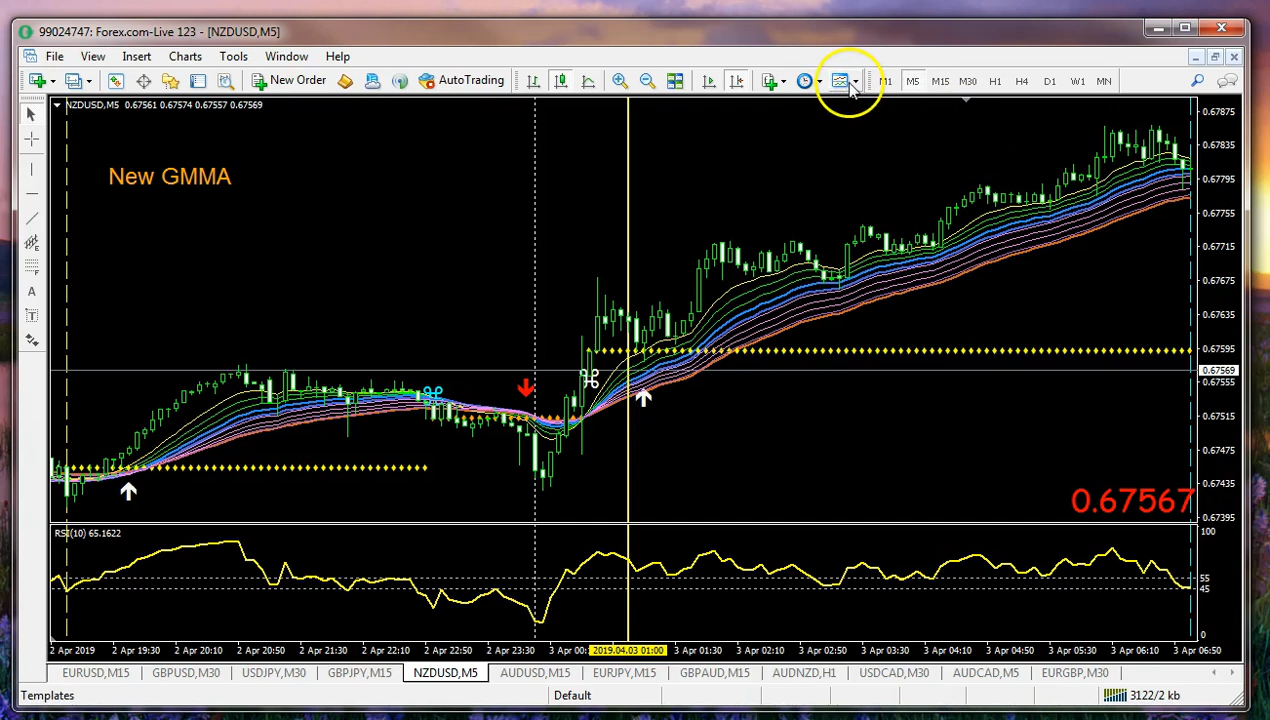 99024747: Forex.com-Live 123 - [NZDUSD,M5]
File View Insert Charts Tools Window Help
New Order AutoTrading M1 M5 M15 M30 H1 H4 D1 W1 MN
NZDUSD,M5 0.67561 0.67574 0.67557 0.67569
New GMMA
0.67875
0.67835
0.67795
0.67755
0.67715
0.67675
0.67635
0.67595
0.67569
0.67555
0.67515
0.67475
0.67435
0.67395
0.67567
RSI(10) 65.1622
100
55
45
0
2 Apr 2019 2 Apr 19:30 2 Apr 20:10 2 Apr 20:50 2 Apr 21:30 2 Apr 22:10 2 Apr 22:50 2 Apr 23:30 3 Apr 00: 2019.04.03 01:00 3 Apr 01:30 3 Apr 02:10 3 Apr 02:50 3 Apr 03:30 3 Apr 04:10 3 Apr 04:50 3 Apr 05:30 3 Apr 06:10 3 Apr 06:50
EURUSD,M15 GBPUSD,M30 USDJPY,M30 GBPJPY,M15 NZDUSD,M5 AUDUSD,M15 EURJPY,M15 GBPAUD,M15 AUDNZD,H1 USDCAD,M30 AUDCAD,M5 EURGBP,M30
Templates Default 3122/2 kb